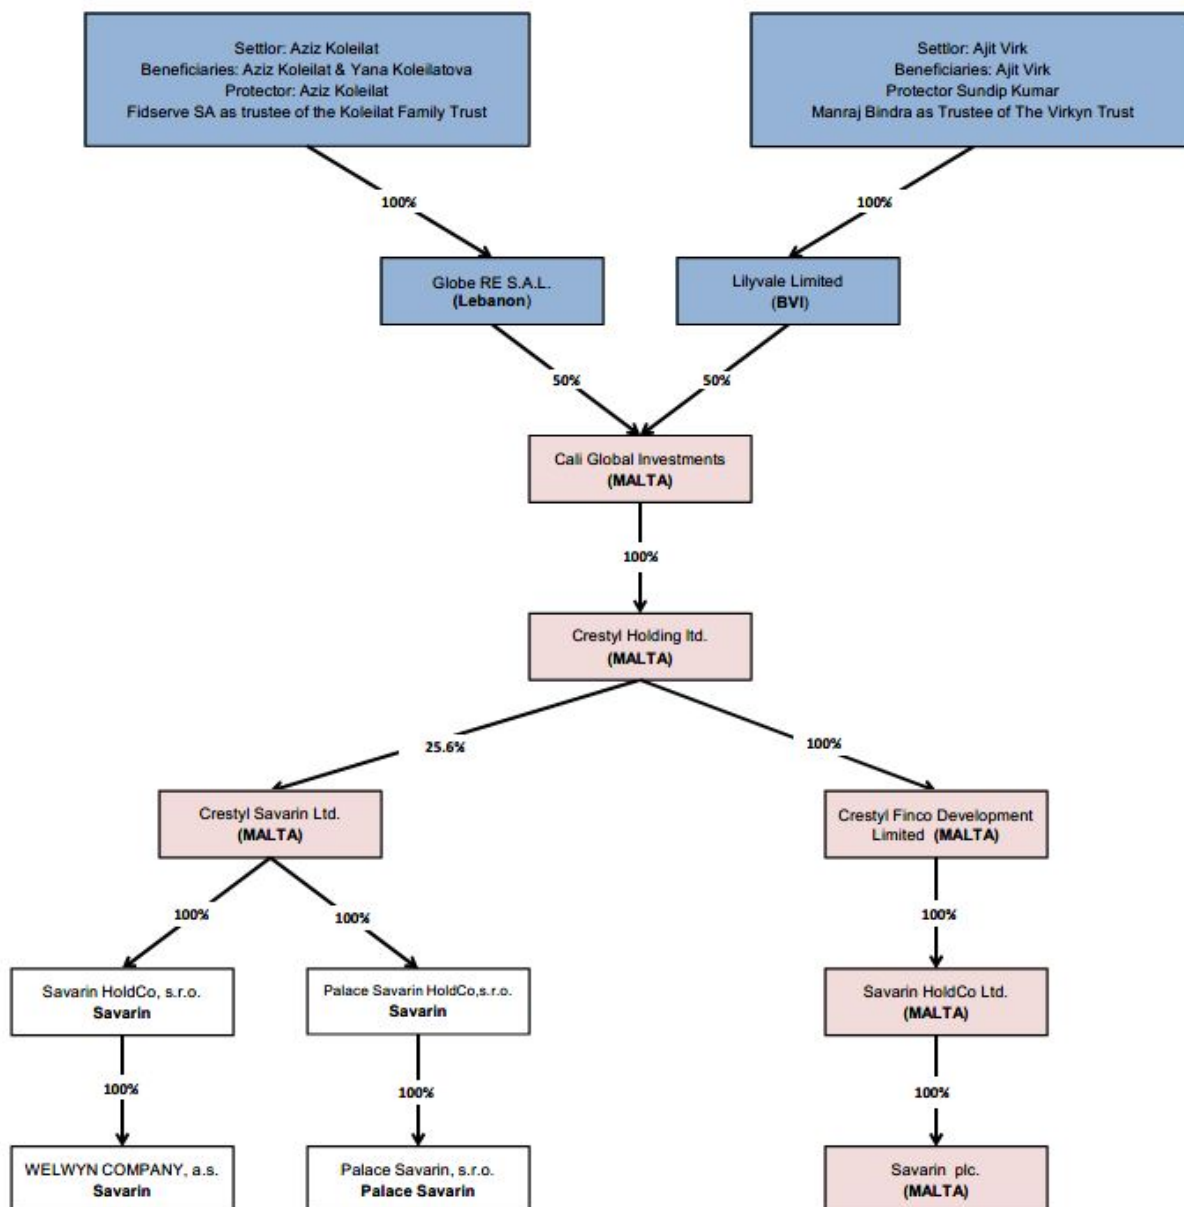 Settlor: Aziz Koleilat
Beneficiaries: Aziz Koleilat & Yana Koleilatova
Protector: Aziz Koleilat
Fidserve SA as trustee of the Koleilat Family Trust
Settlor: Ajit Virk
Beneficiaries: Ajit Virk
Protector Sundip Kumar
Manraj Bindra as Trustee of The Virkyn Trust
100%
100%
Globe RE S.A.L.
(Lebanon)
Lilyvale Limited
(BVI)
50%
50%
Cali Global Investments
(MALTA)
100%
Crestyl Holding ltd.
(MALTA)
25.6%
100%
Crestyl Savarin Ltd.
(MALTA)
Crestyl Finco Development
Limited (MALTA)
100%
100%
100%
Savarin HoldCo, s.r.o.
Savarin
Palace Savarin HoldCo,s.r.o.
Savarin
Savarin HoldCo Ltd.
(MALTA)
100%
100%
100%
WELWYN COMPANY, a.s.
Savarin
Palace Savarin, s.r.o.
Palace Savarin
Savarin plc.
(MALTA)